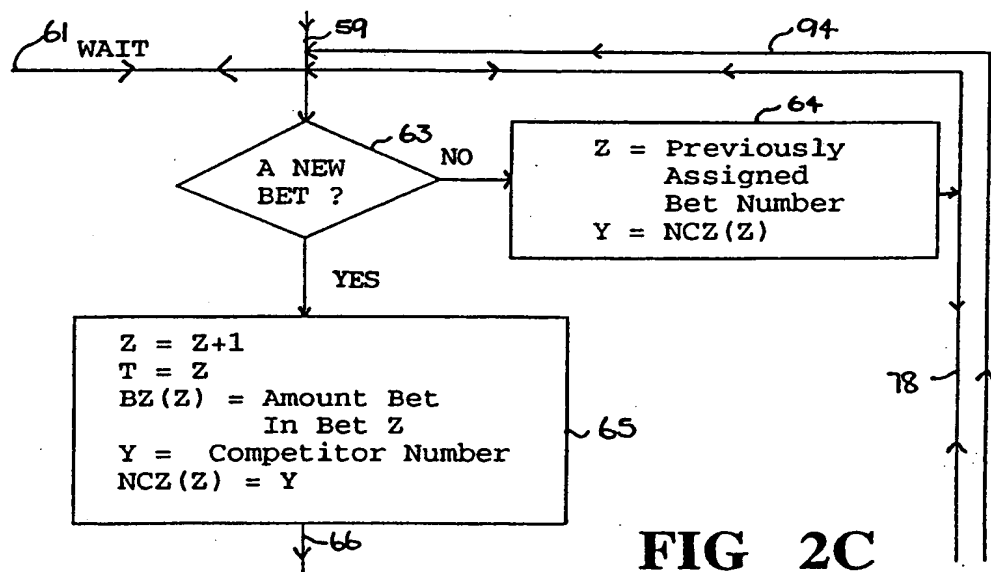 59
94
61 WAIT
64
63
A NEW
BET ?
NO
Z = Previously
Assigned
Bet Number
Y = NCZ(Z)
YES
Z = Z+1
T = Z
BZ(Z) = Amount Bet
In Bet Z
Y = Competitor Number
NCZ(Z) = Y
65
78
66
FIG 2C